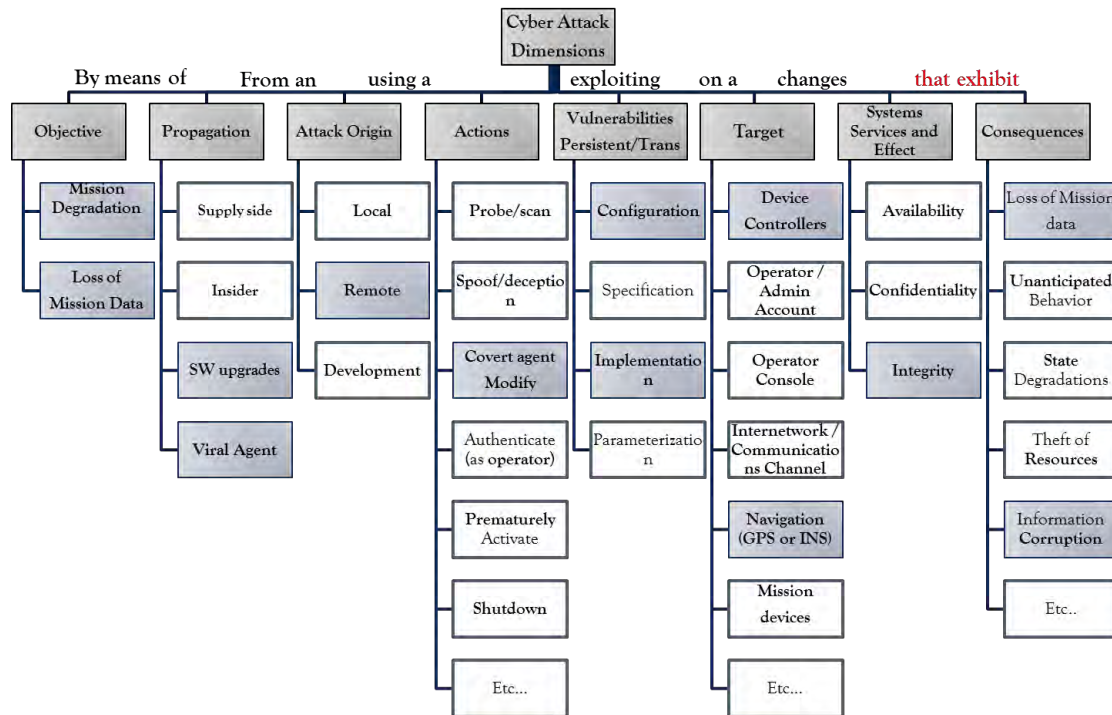 Cyber Attack
Dimensions
By means of From an using a exploiting on a changes that exhibit
Objective
Propagation
Attack Origin
Actions
Vulnerabilities
Persistent/Trans
Target
Systems
Services and
Effect
Consequences
Mission
Degradation
Loss of
Mission Data
Supply side
Insider
SW upgrades
Viral Agent
Local
Remote
Development
Probe/scan
Spoof/deceptio
n
Covert agent
Modify
Authenticate
(as operator)
Prematurely
Activate
Shutdown
Etc...
Configuration
Specification
Implementatio
n
Parameterizatio
n
Device
Controllers
Operator /
Admin
Account
Operator
Console
Internetwork /
Communicatio
ns Channel
Navigation
(GPS or INS)
Mission
devices
Etc...
Availability
Confidentiality
Integrity
Loss of Mission
data
Unanticipated
Behavior
State
Degradations
Theft of
Resources
Information
Corruption
Etc..